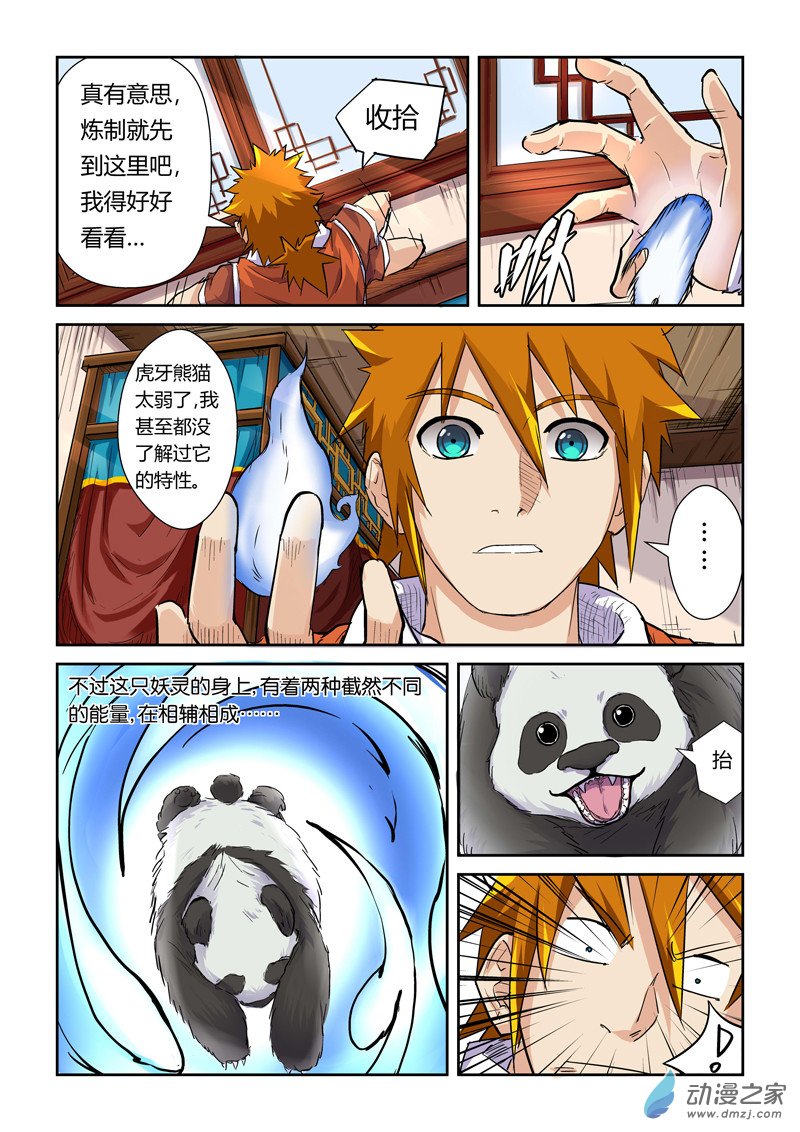 真有意思，
炼制就先
到这里吧，
我得好好
看看…
收拾
咻
虎牙熊猫
太弱了，我
甚至都没
了解过它
的特性。
……
不过这只妖灵的身上，有着两种截然不同
的能量，在相辅相成……
抬
！。
动漫之家
www.dmzj.com